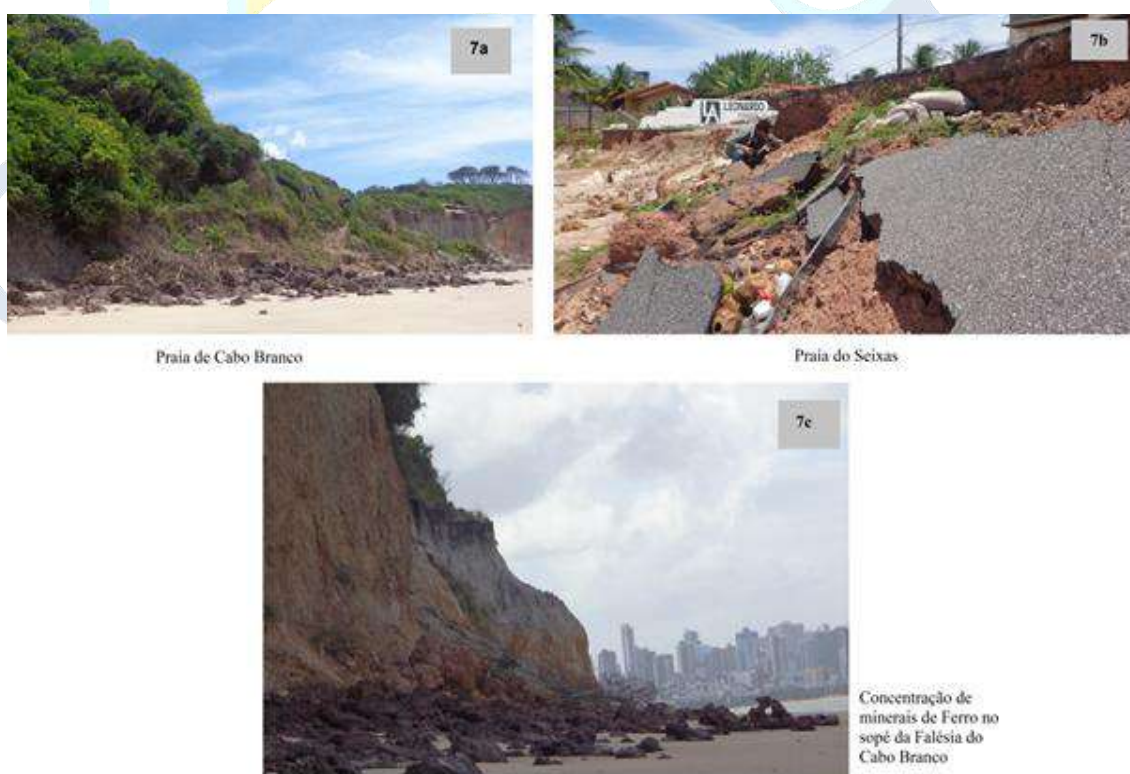 7a
7b
LEONARDO
Praia de Cabo Branco
Praia do Seixas
7c
Concentração de
minerais de Ferro no
sopé da Falésia do
Cabo Branco